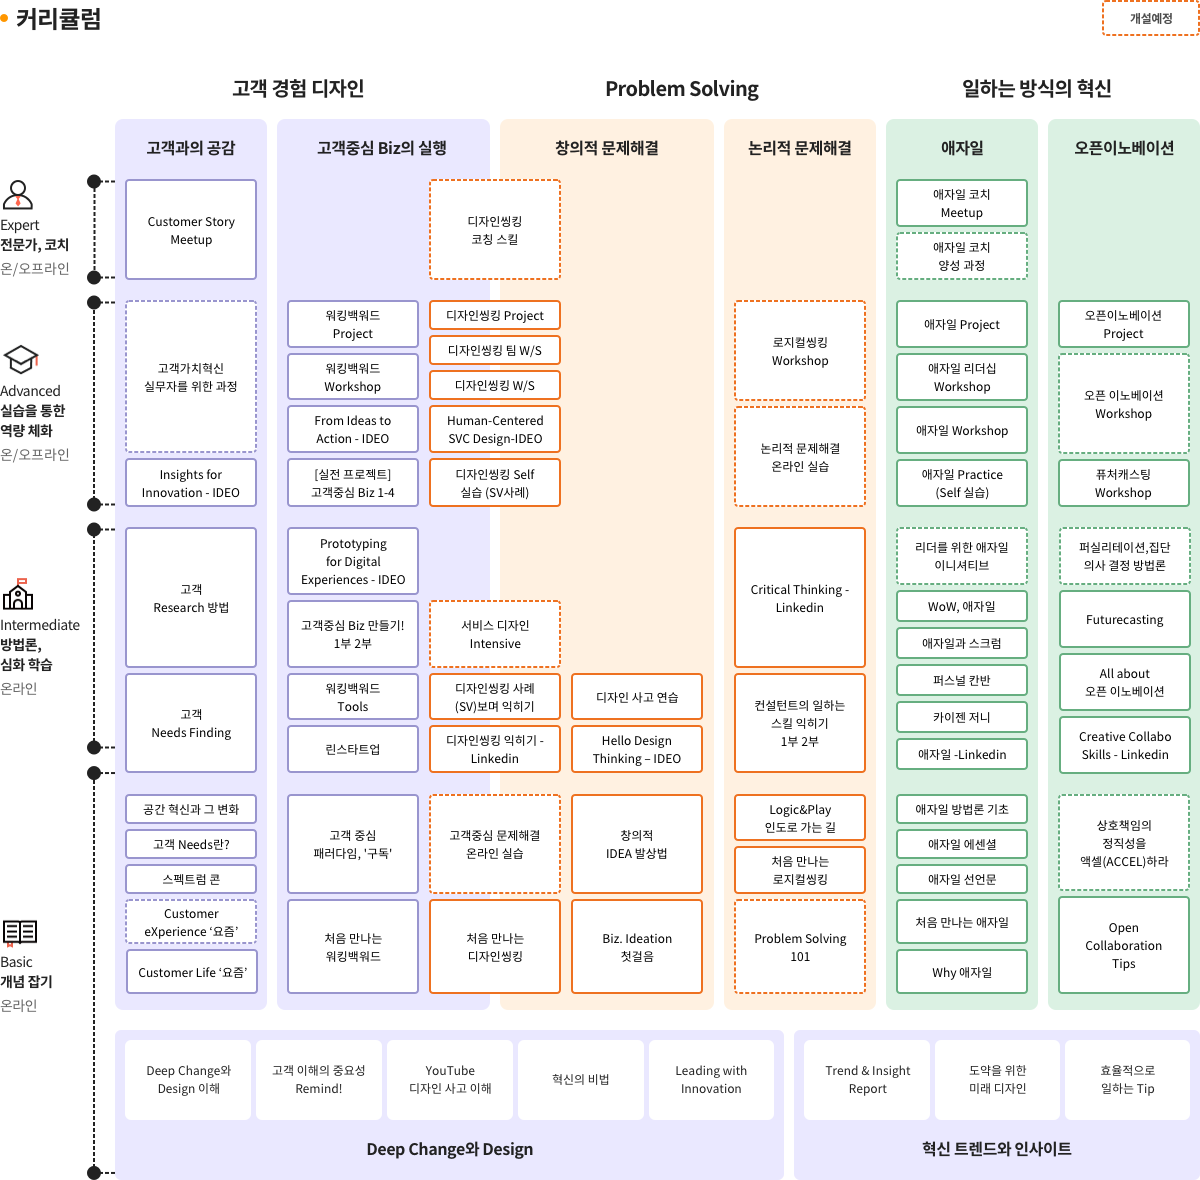 커리큘럼
개설예정
고객 경험 디자인
Problem Solving
일하는 방식의 혁신
고객과의 공감
고객중심 Biz의 실행
창의적 문제해결
논리적 문제해결
애자일
오픈이노베이션
Expert
전문가, 코치
온/오프라인
Customer Story
Meetup
디자인씽킹
코칭 스킬
애자일 코치
Meetup
애자일 코치
양성 과정
Advanced
실습을 통한
역량 체화
온/오프라인
고객가치혁신
실무자를 위한 과정
Insights for
Innovation - IDEO
워킹백워드
Project
워킹백워드
Workshop
From Ideas to
Action - IDEO
[실전 프로젝트]
고객중심 Biz 1-4
디자인씽킹 Project
디자인씽킹 팀 W/S
디자인씽킹 W/S
Human-Centered
SVC Design-IDEO
디자인씽킹 Self
실습 (SV사례)
로지컬씽킹
Workshop
논리적 문제해결
온라인 실습
애자일 Project
애자일 리더십
Workshop
애자일 Workshop
애자일 Practice
(Self 실습)
오픈이노베이션
Project
오픈 이노베이션
Workshop
퓨처캐스팅
Workshop
Intermediate
방법론,
심화 학습
온라인
고객
Research 방법
고객
Needs Finding
Prototyping
for Digital
Experiences - IDEO
고객중심 Biz 만들기!
1부 2부
워킹백워드
Tools
린스타트업
서비스 디자인
Intensive
디자인씽킹 사례
(SV)보며 익히기
디자인씽킹 익히기 -
Linkedin
디자인 사고 연습
Hello Design
Thinking – IDEO
Critical Thinking -
Linkedin
컨설턴트의 일하는
스킬 익히기
1부 2부
리더를 위한 애자일
이니셔티브
WoW, 애자일
애자일과 스크럼
퍼스널 칸반
카이젠 저니
애자일 -Linkedin
퍼실리테이션,집단
의사 결정 방법론
Futurecasting
All about
오픈 이노베이션
Creative Collabo
Skills - Linkedin
Basic
개념 잡기
온라인
공간 혁신과 그 변화
고객 Needs란?
스펙트럼 콘
Customer
eXperience ‘요즘’
Customer Life ‘요즘’
고객 중심
패러다임, '구독'
처음 만나는
워킹백워드
고객중심 문제해결
온라인 실습
처음 만나는
디자인씽킹
창의적
IDEA 발상법
Biz. Ideation
첫걸음
Logic&Play
인도로 가는 길
처음 만나는
로지컬씽킹
Problem Solving
101
애자일 방법론 기초
애자일 에센셜
애자일 선언문
처음 만나는 애자일
Why 애자일
상호책임의
정직성을
액셀(ACCEL)하라
Open
Collaboration
Tips
Deep Change와
Design 이해
고객 이해의 중요성
Remind!
YouTube
디자인 사고 이해
혁신의 비법
Leading with
Innovation
Deep Change와 Design
Trend & Insight
Report
도약을 위한
미래 디자인
효율적으로
일하는 Tip
혁신 트렌드와 인사이트